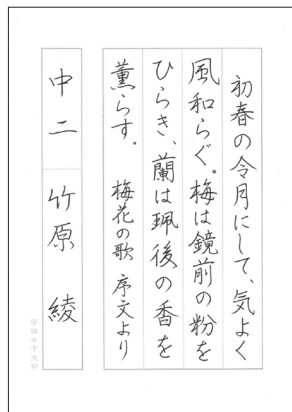 初春の令月にして、気よく
風和らぐ。梅は鏡前の粉を
ひらき、蘭は珮後の香を
薫らす。 梅花の歌 序文より
中二 竹原 綾